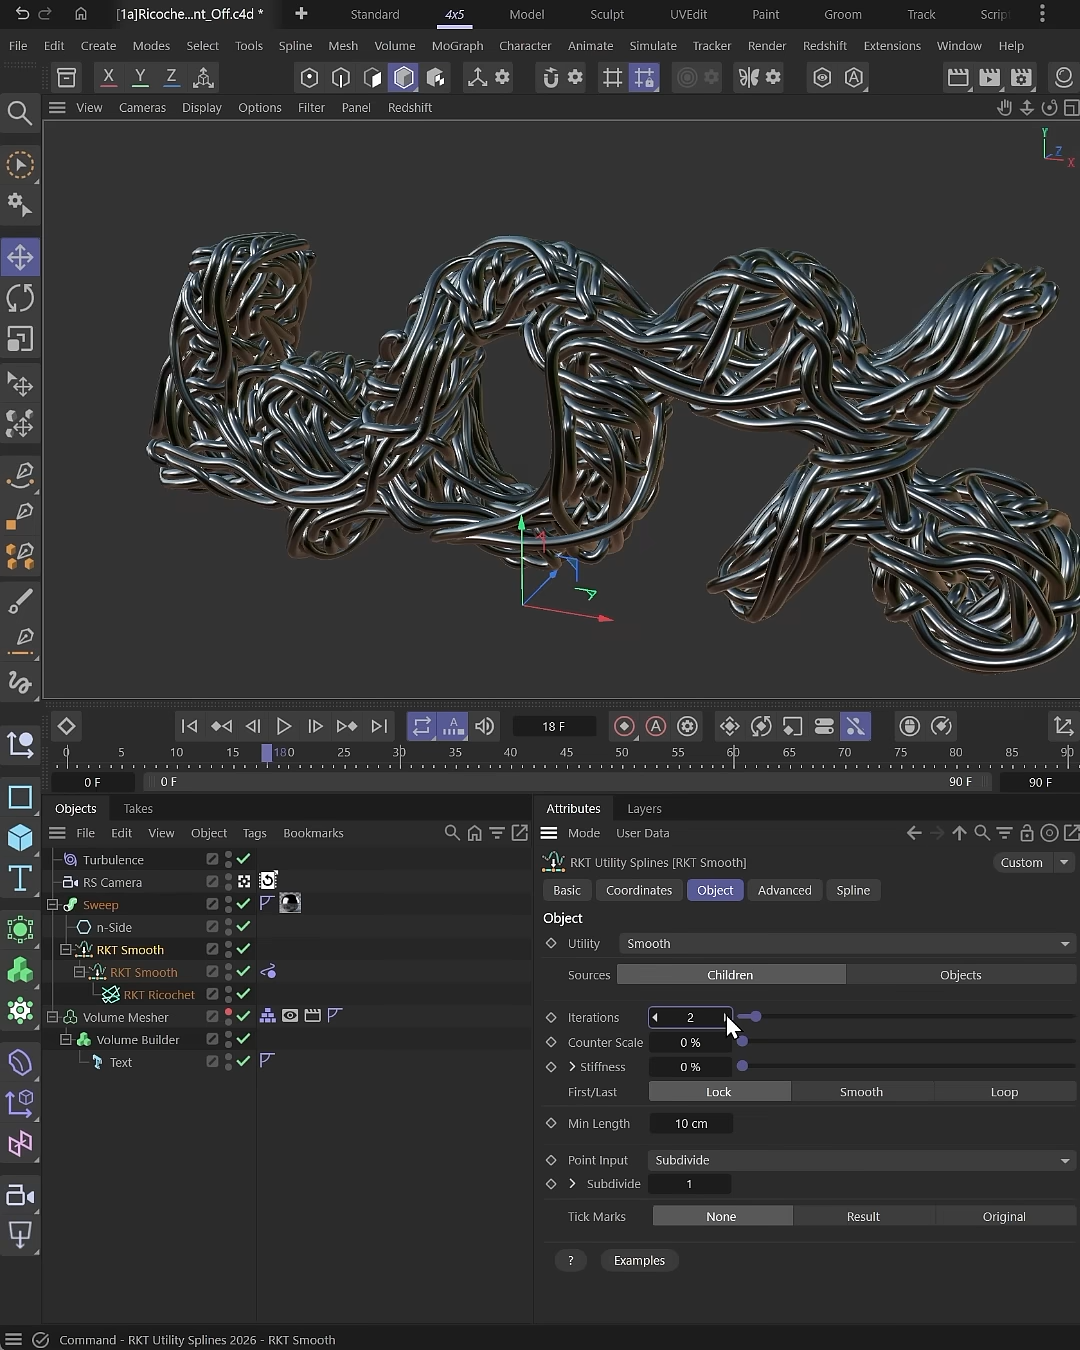 [1a]Ricoche...nt_Off.c4d *
Standard
4x5
Model
Sculpt
UVEdit
Paint
Groom
Track
Scrip
File Edit Create Modes Select Tools Spline Mesh Volume MoGraph Character Animate Simulate Tracker Render Redshift Extensions Window Help
X Y Z
View Cameras Display Options Filter Panel Redshift
Y
Z
X
18 F
0 5 10 15 18 0 25 30 35 40 45 50 55 60 65 70 75 80 85 90
0 F 0 F 90 F 90 F
Objects Takes
File Edit View Object Tags Bookmarks
Turbulence
RS Camera
Sweep
n-Side
RKT Smooth
RKT Smooth
RKT Ricochet
Volume Mesher
Volume Builder
Text
Attributes Layers
Mode User Data
RKT Utility Splines [RKT Smooth]
Custom
Basic Coordinates Object Advanced Spline
Object
Utility Smooth
Sources Children Objects
Iterations 2
Counter Scale 0 %
Stiffness 0 %
First/Last Lock Smooth Loop
Min Length 10 cm
Point Input Subdivide
Subdivide 1
Tick Marks None Result Original
? Examples
Command - RKT Utility Splines 2026 - RKT Smooth